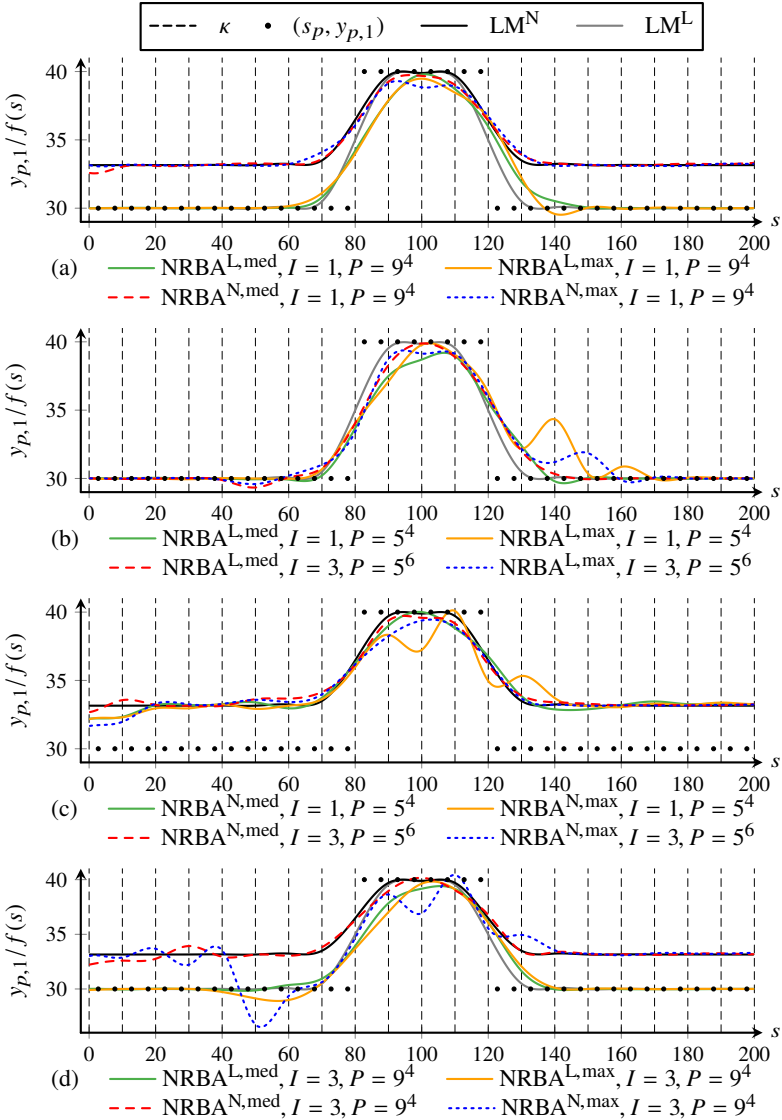 κ (s_p, y_{p,1}) LM^N LM^L
y_{p,1}/f(s)
40
35
30
0 20 40 60 80 100 120 140 160 180 200 s
(a) NRBA^{L,med}, I = 1, P = 9^4 NRBA^{L,max}, I = 1, P = 9^4
NRBA^{N,med}, I = 1, P = 9^4 NRBA^{N,max}, I = 1, P = 9^4
y_{p,1}/f(s)
40
35
30
0 20 40 60 80 100 120 140 160 180 200 s
(b) NRBA^{L,med}, I = 1, P = 5^4 NRBA^{L,max}, I = 1, P = 5^4
NRBA^{L,med}, I = 3, P = 5^6 NRBA^{L,max}, I = 3, P = 5^6
y_{p,1}/f(s)
40
35
30
0 20 40 60 80 100 120 140 160 180 200 s
(c) NRBA^{N,med}, I = 1, P = 5^4 NRBA^{N,max}, I = 1, P = 5^4
NRBA^{N,med}, I = 3, P = 5^6 NRBA^{N,max}, I = 3, P = 5^6
y_{p,1}/f(s)
40
35
30
0 20 40 60 80 100 120 140 160 180 200 s
(d) NRBA^{L,med}, I = 3, P = 9^4 NRBA^{L,max}, I = 3, P = 9^4
NRBA^{N,med}, I = 3, P = 9^4 NRBA^{N,max}, I = 3, P = 9^4